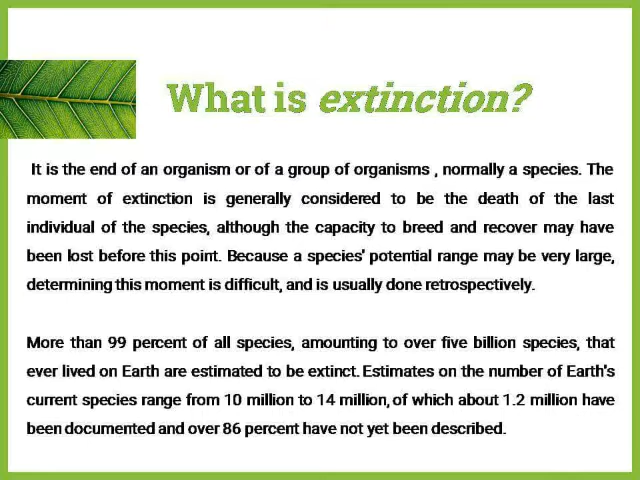 What is extinction?
It is the end of an organism or of a group of organisms , normally a species. The
moment of extinction is generally considered to be the death of the last
individual of the species, although the capacity to breed and recover may have
been lost before this point. Because a species' potential range may be very large,
determining this moment is difficult, and is usually done retrospectively.
More than 99 percent of all species, amounting to over five billion species, that
ever lived on Earth are estimated to be extinct. Estimates on the number of Earth's
current species range from 10 million to 14 million, of which about 1.2 million have
been documented and over 86 percent have not yet been described.